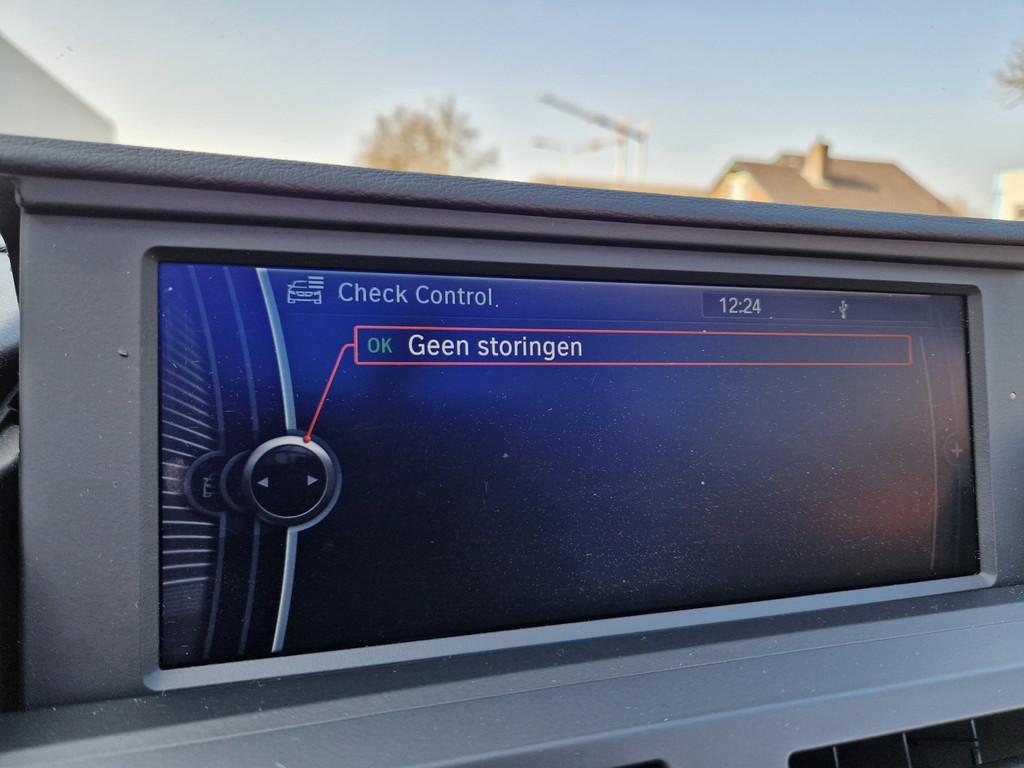 Check Control
12:24
OK Geen storingen